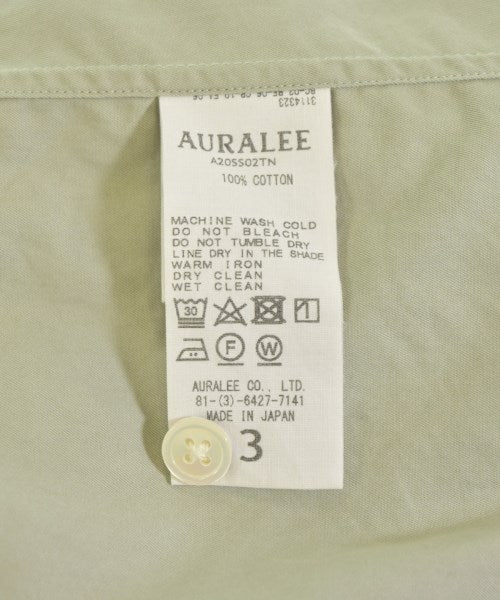 3114323
AURALEE
A20SS02TN
100% COTTON
MACHINE WASH COLD
DO NOT BLEACH
DO NOT TUMBLE DRY
LINE DRY IN THE SHADE
WARM IRON
DRY CLEAN
WET CLEAN
30
F
W
AURALEE CO., LTD.
81-(3)-6427-7141
MADE IN JAPAN
3